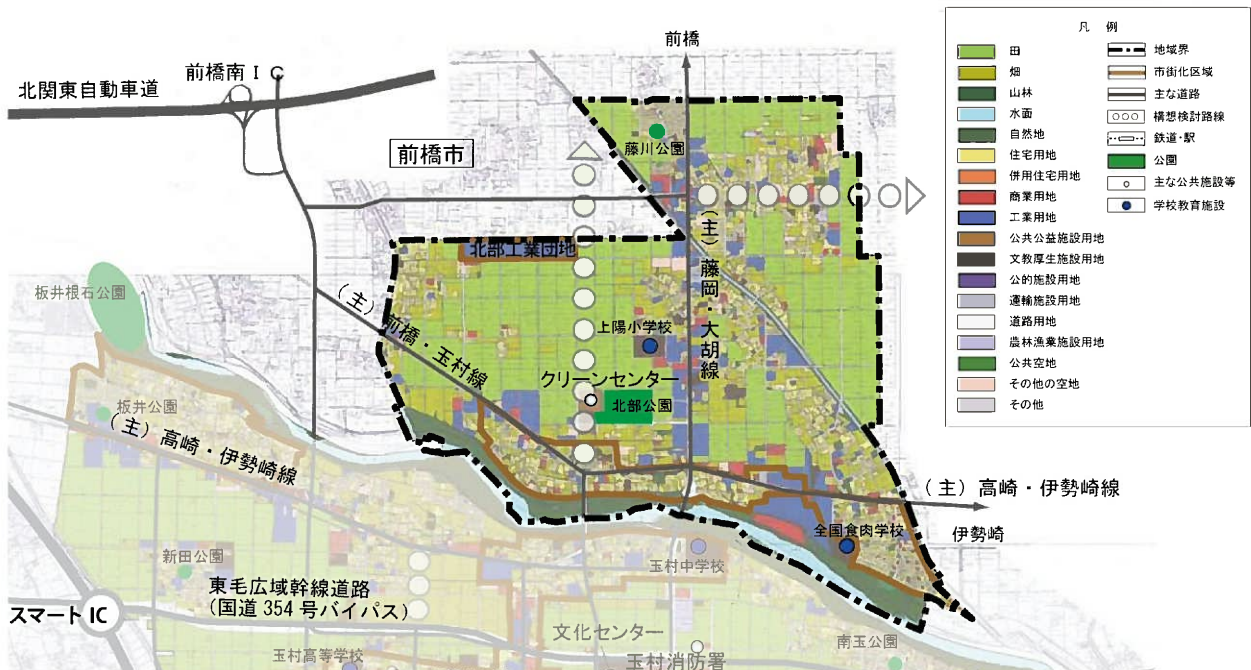 前橋
前橋南ＩＣ
北関東自動車道
前橋市
藤川公園
（主）藤岡・大胡線
北部工業団地
板井根石公園
（主）前橋・玉村線
上陽小学校
クリーンセンター
北部公園
板井公園
（主）高崎・伊勢崎線
（主）高崎・伊勢崎線
全国食肉学校
伊勢崎
新田公園
玉村中学校
東毛広域幹線道路
（国道 354 号バイパス）
スマート IC
文化センター
南玉公園
玉村高等学校
玉村消防署
凡 例
田
畑
山林
水面
自然地
住宅用地
併用住宅用地
商業用地
工業用地
公共公益施設用地
文教厚生施設用地
公的施設用地
運輸施設用地
道路用地
農林漁業施設用地
公共空地
その他の空地
その他
地域界
市街化区域
主な道路
構想検討路線
鉄道・駅
公園
主な公共施設等
学校教育施設